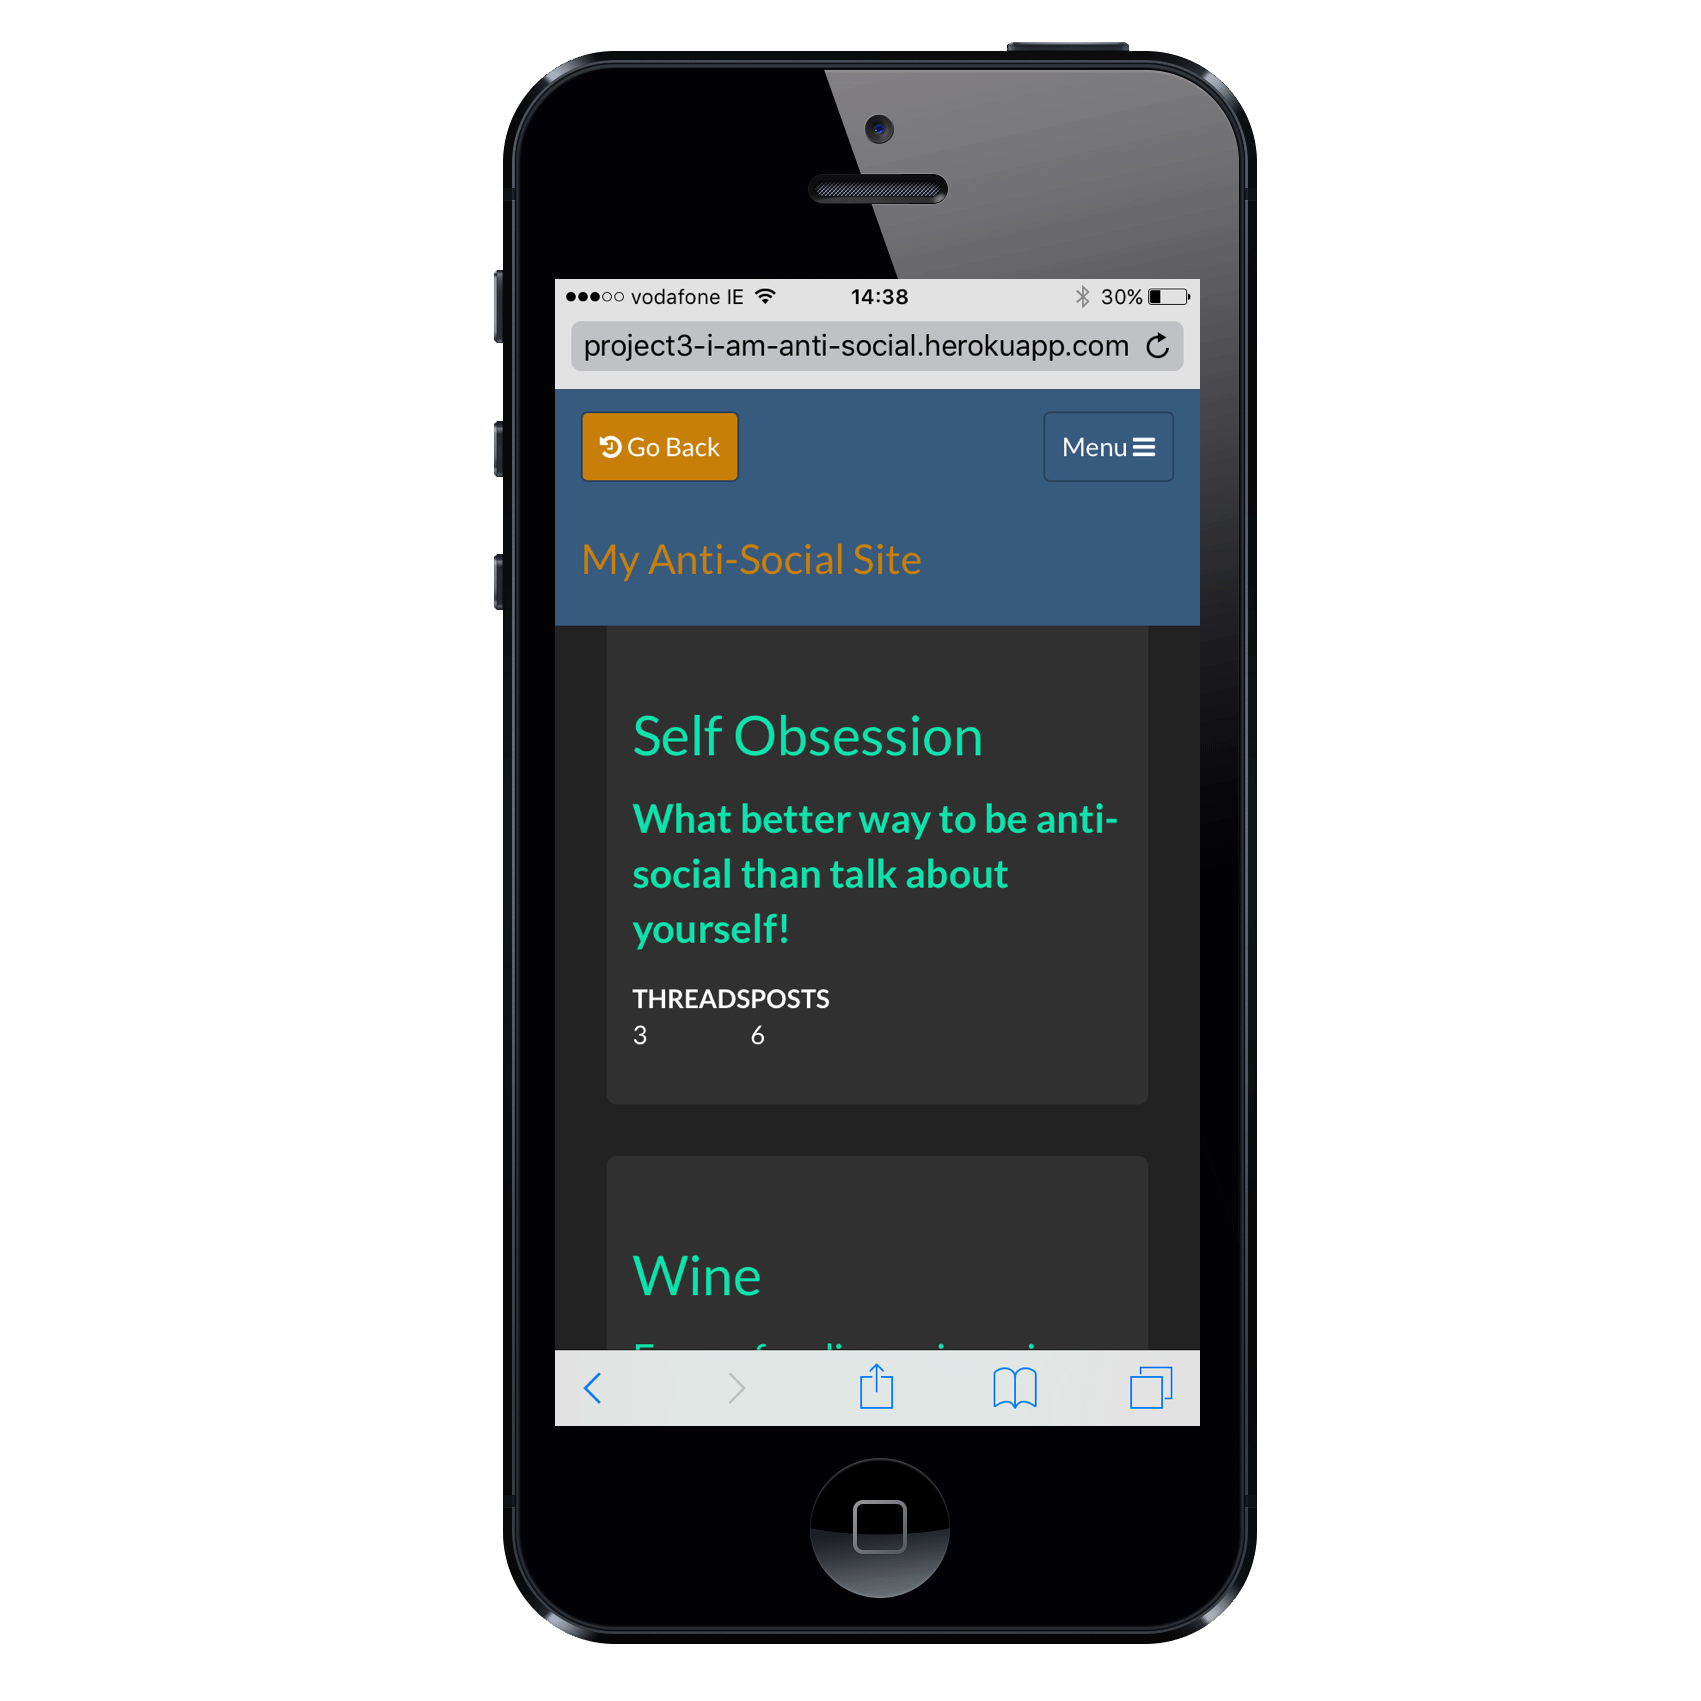 vodafone IE 14:38 30%
project3-i-am-anti-social.herokuapp.com
Go Back Menu
My Anti-Social Site
Self Obsession
What better way to be anti-
social than talk about
yourself!
THREADSPOSTS
3 6
Wine